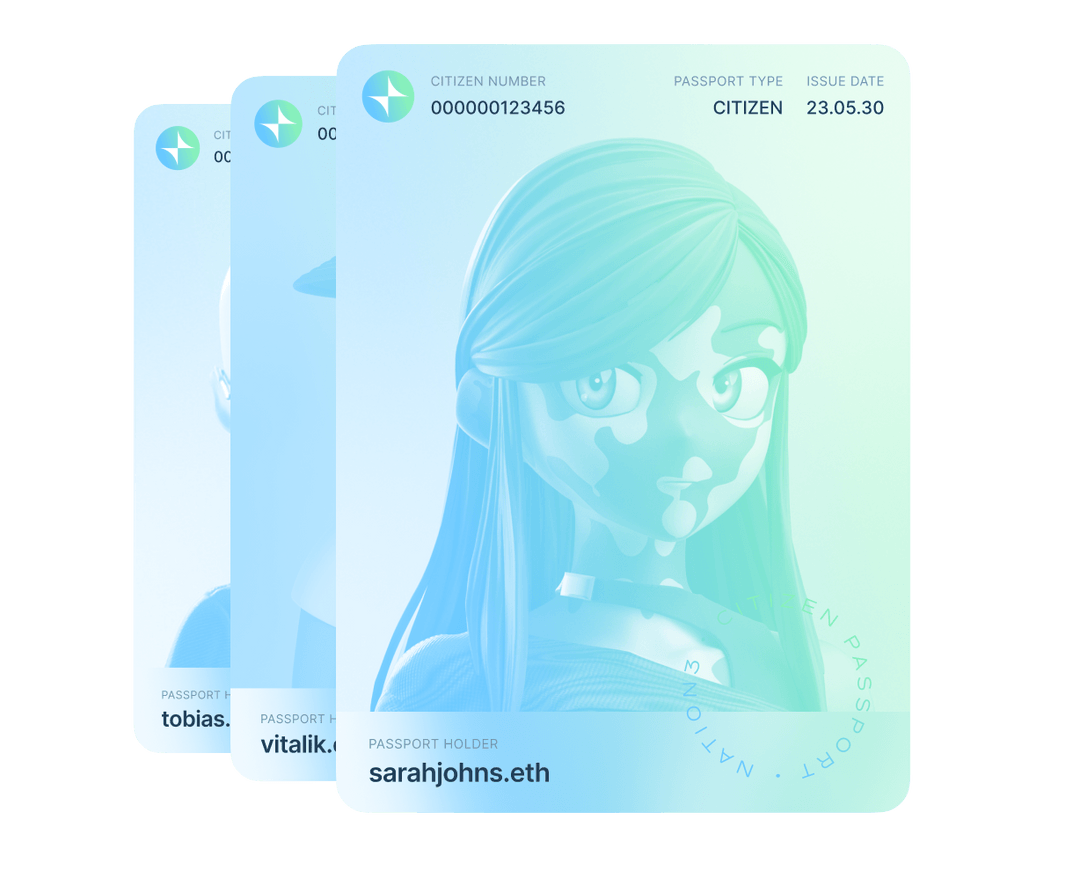 CITIZEN NUMBER
000000123456
PASSPORT TYPE
CITIZEN
ISSUE DATE
23.05.30
PASSPORT HOLDER
sarahjohns.eth
CITIZEN PASSPORT • NATION3
CIT
00
PASSPORT H
vitalik.
CIT
00
PASSPORT H
tobias.